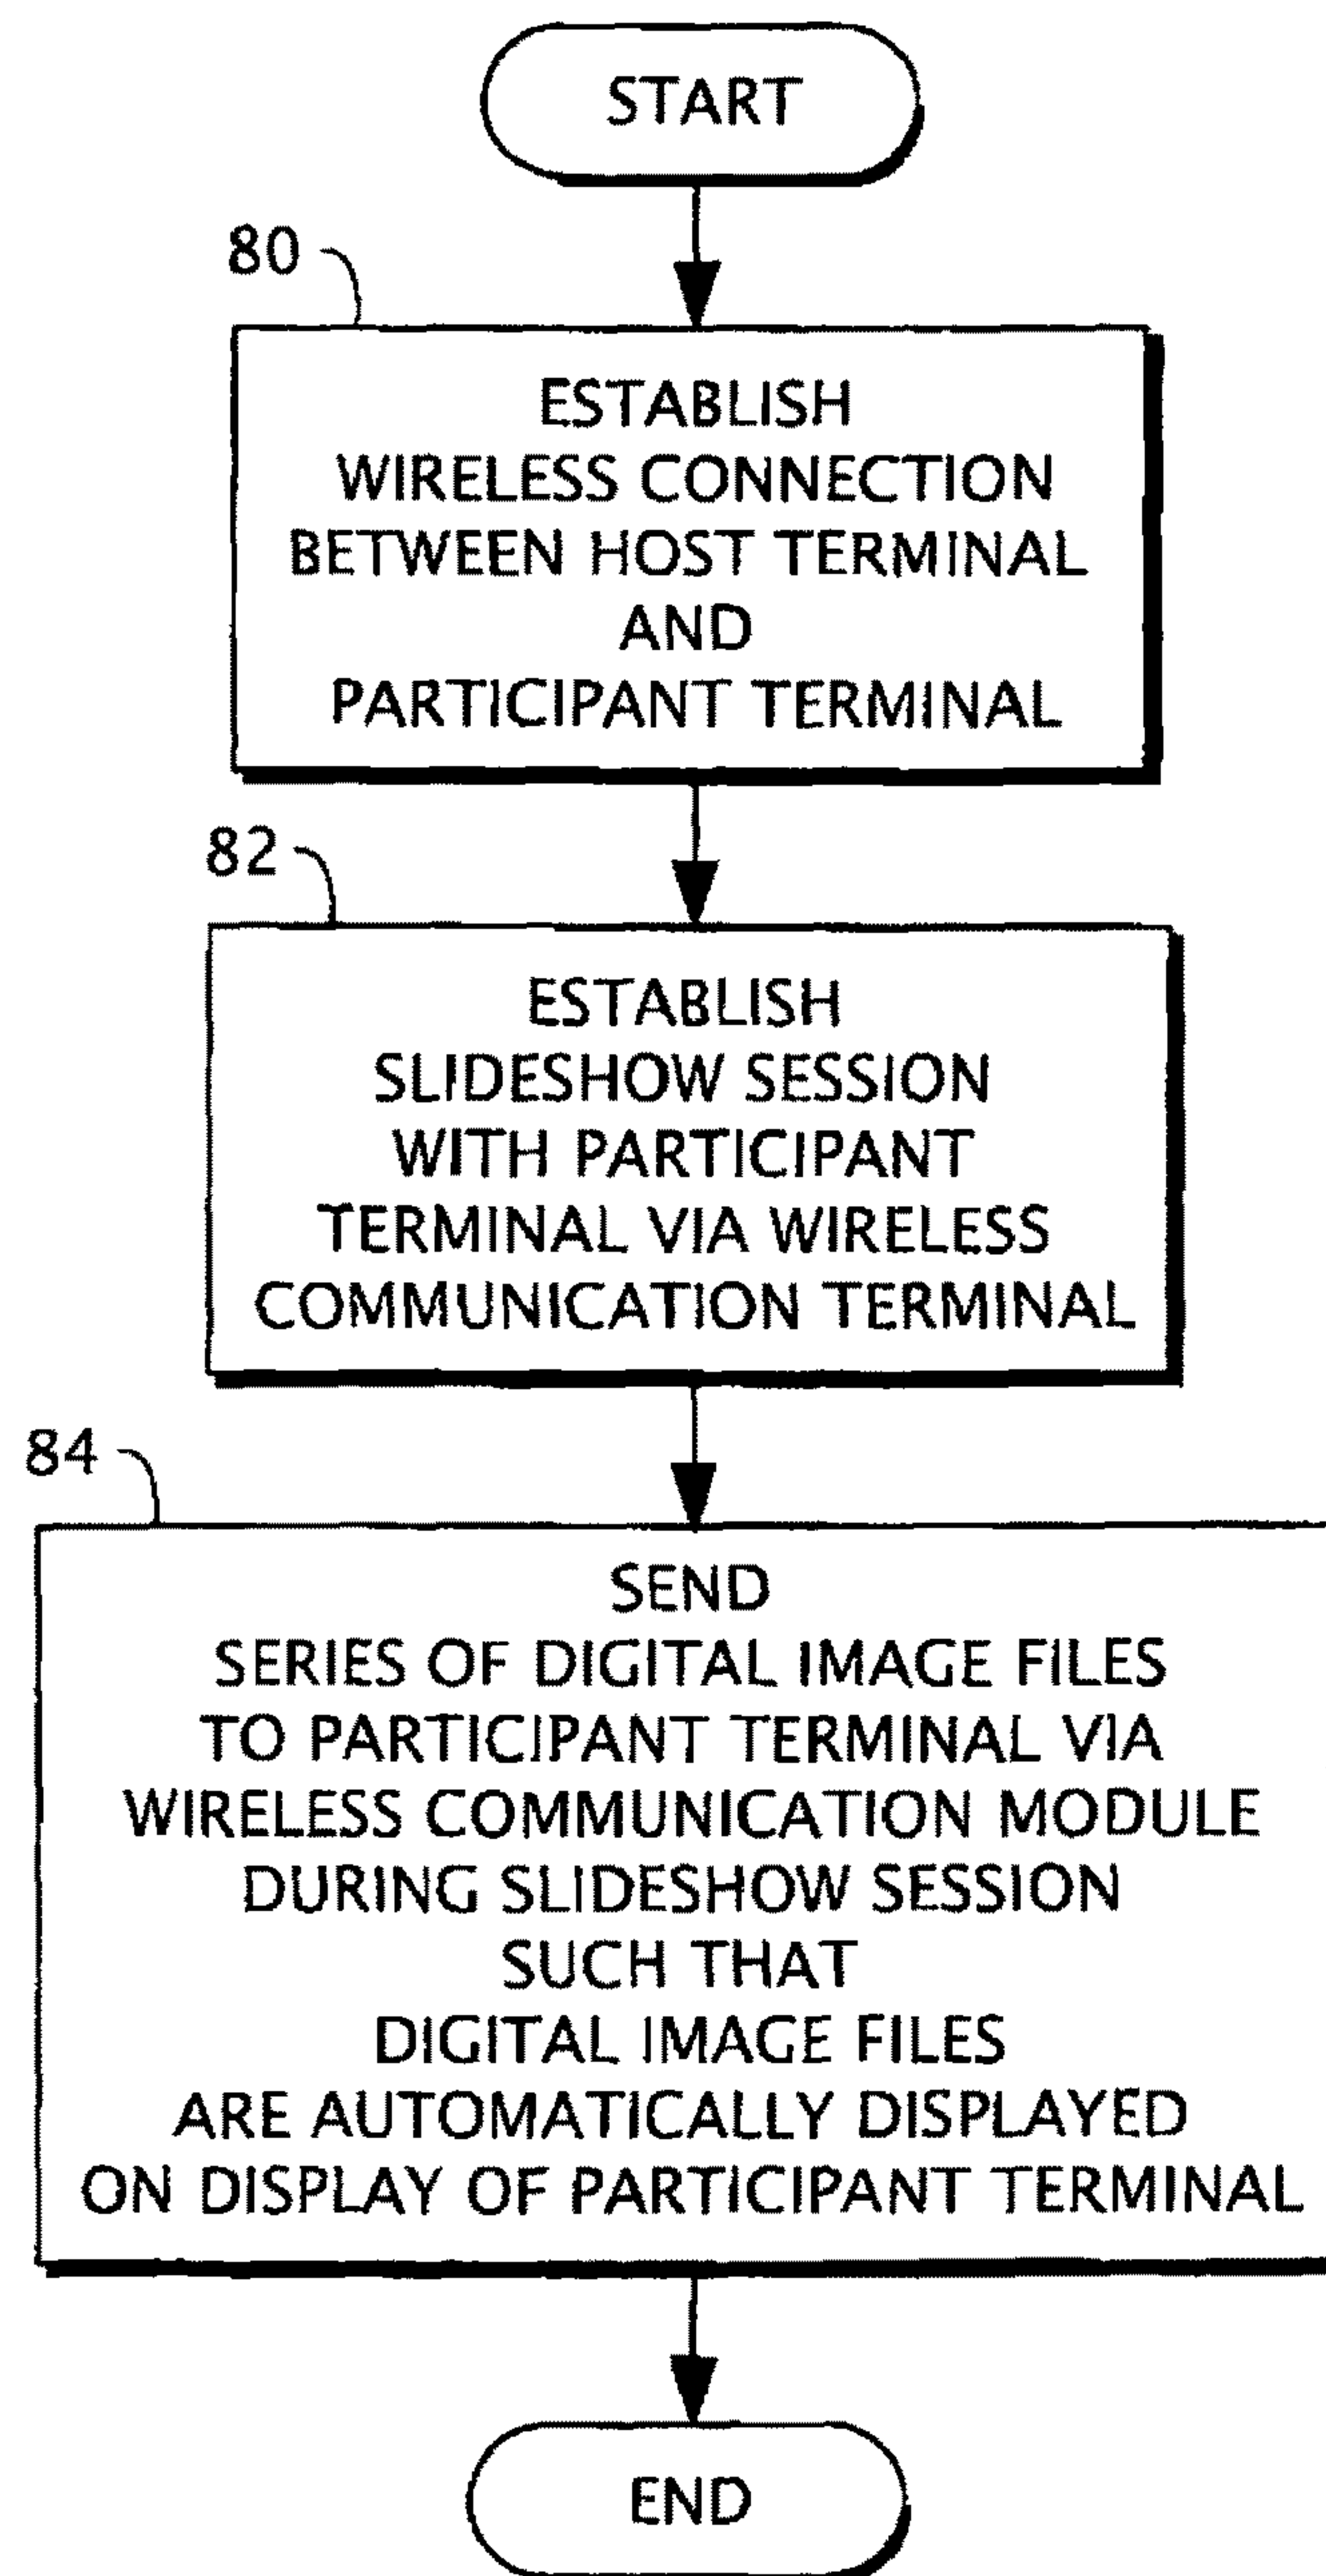 START
80
ESTABLISH
WIRELESS CONNECTION
BETWEEN HOST TERMINAL
AND
PARTICIPANT TERMINAL
82
ESTABLISH
SLIDESHOW SESSION
WITH PARTICIPANT
TERMINAL VIA WIRELESS
COMMUNICATION TERMINAL
84
SEND
SERIES OF DIGITAL IMAGE FILES
TO PARTICIPANT TERMINAL VIA
WIRELESS COMMUNICATION MODULE
DURING SLIDESHOW SESSION
SUCH THAT
DIGITAL IMAGE FILES
ARE AUTOMATICALLY DISPLAYED
ON DISPLAY OF PARTICIPANT TERMINAL
END